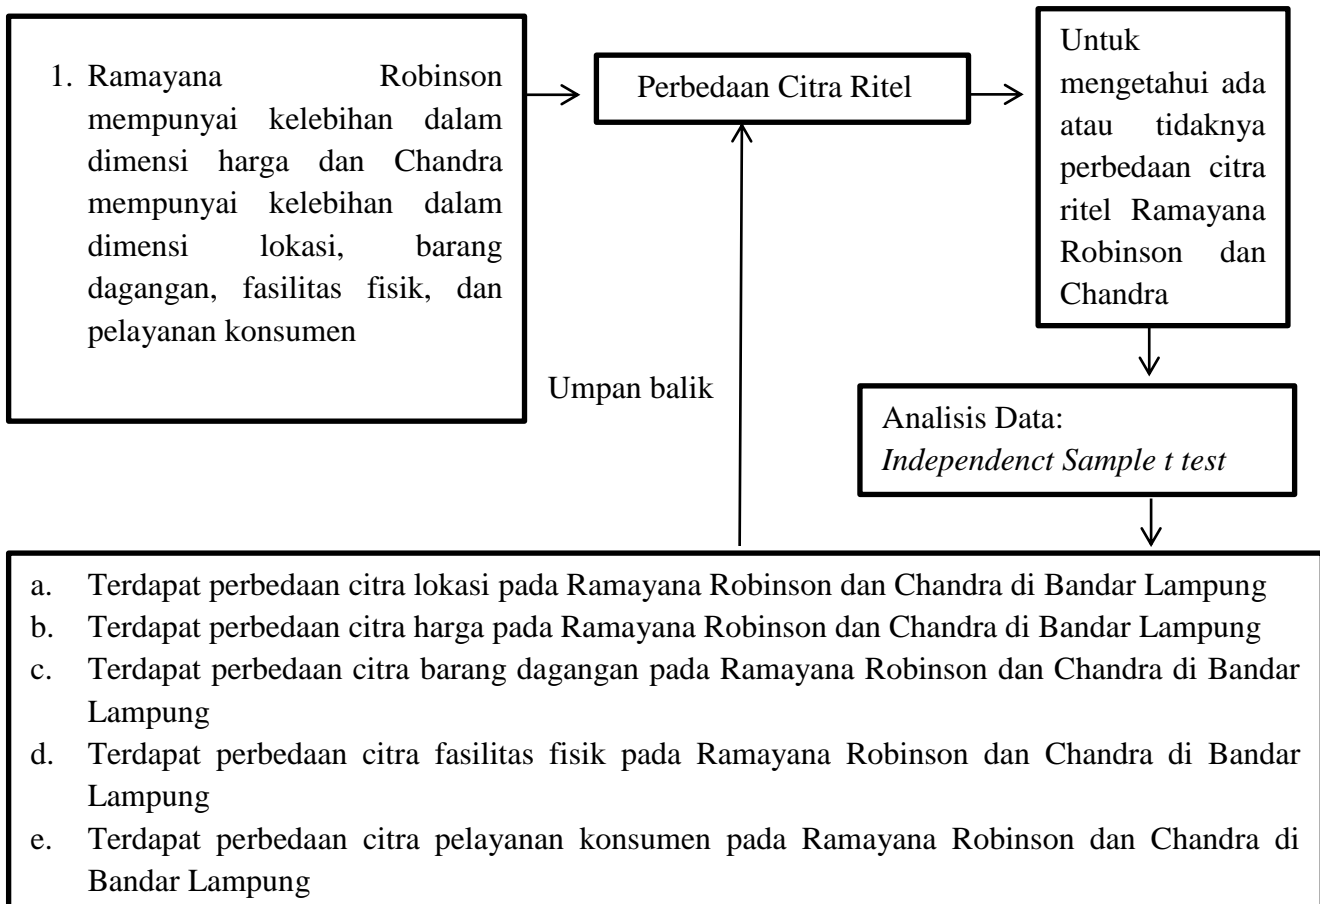 1. Ramayana Robinson
mempunyai kelebihan dalam
dimensi harga dan Chandra
mempunyai kelebihan dalam
dimensi lokasi, barang
dagangan, fasilitas fisik, dan
pelayanan konsumen
Perbedaan Citra Ritel
Untuk
mengetahui ada
atau tidaknya
perbedaan citra
ritel Ramayana
Robinson dan
Chandra
Umpan balik
Analisis Data:
Independenct Sample t test
a. Terdapat perbedaan citra lokasi pada Ramayana Robinson dan Chandra di Bandar Lampung
b. Terdapat perbedaan citra harga pada Ramayana Robinson dan Chandra di Bandar Lampung
c. Terdapat perbedaan citra barang dagangan pada Ramayana Robinson dan Chandra di Bandar
Lampung
d. Terdapat perbedaan citra fasilitas fisik pada Ramayana Robinson dan Chandra di Bandar
Lampung
e. Terdapat perbedaan citra pelayanan konsumen pada Ramayana Robinson dan Chandra di
Bandar Lampung